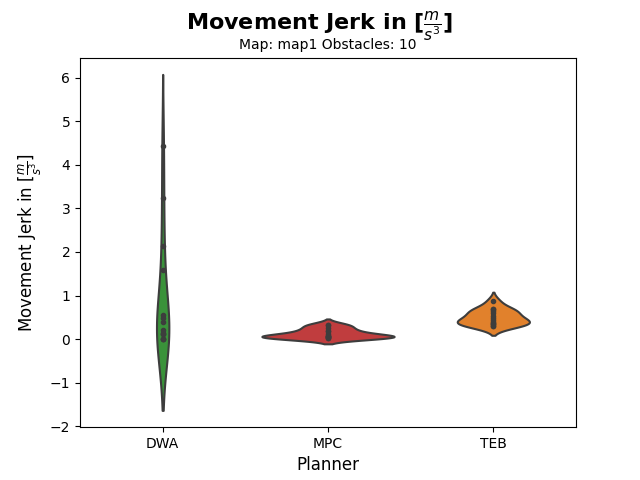 Movement Jerk in [m/s³]
Map: map1 Obstacles: 10
Movement Jerk in [m/s³]
6
5
4
3
2
1
0
−1
−2
DWA MPC TEB
Planner